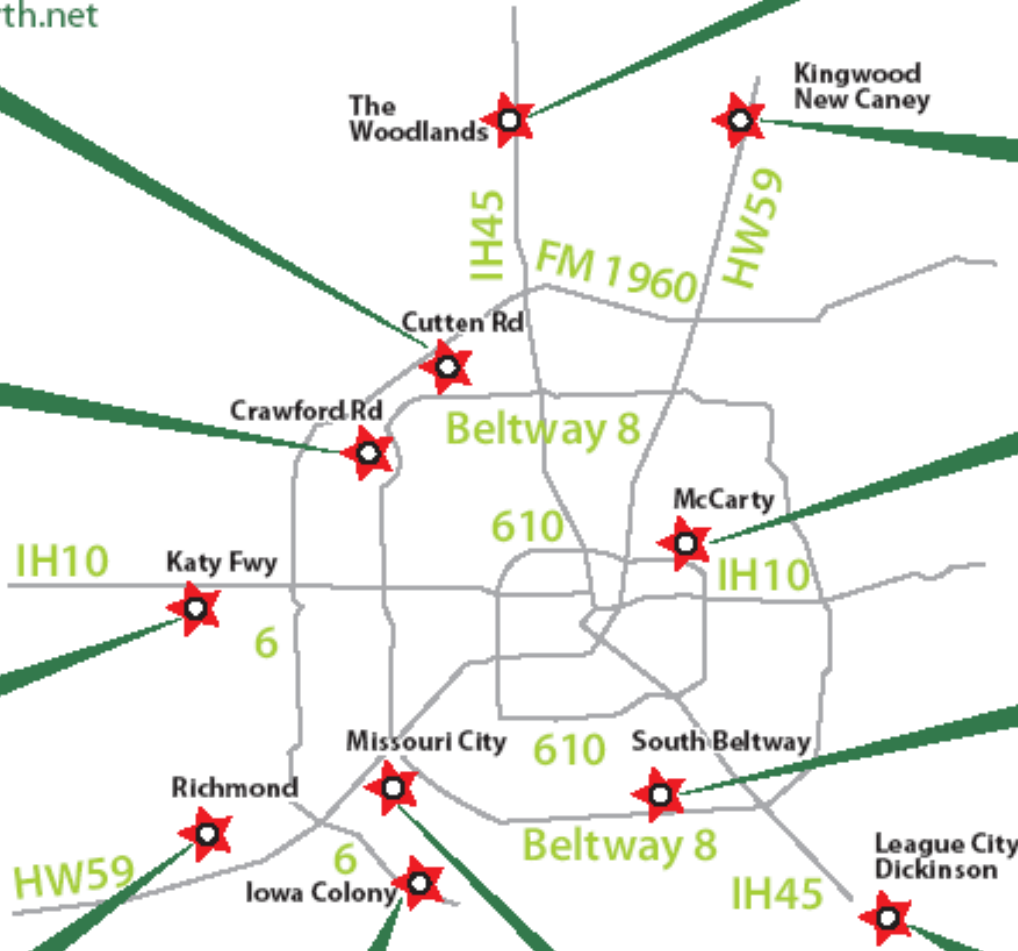 th.net
The
Woodlands
Kingwood
New Caney
IH45
HW59
FM 1960
Cutten Rd
Crawford Rd
Beltway 8
McCarty
610
IH10
Katy Fwy
IH10
6
Missouri City
610
South Beltway
Richmond
Beltway 8
6
HW59
Iowa Colony
IH45
League City
Dickinson